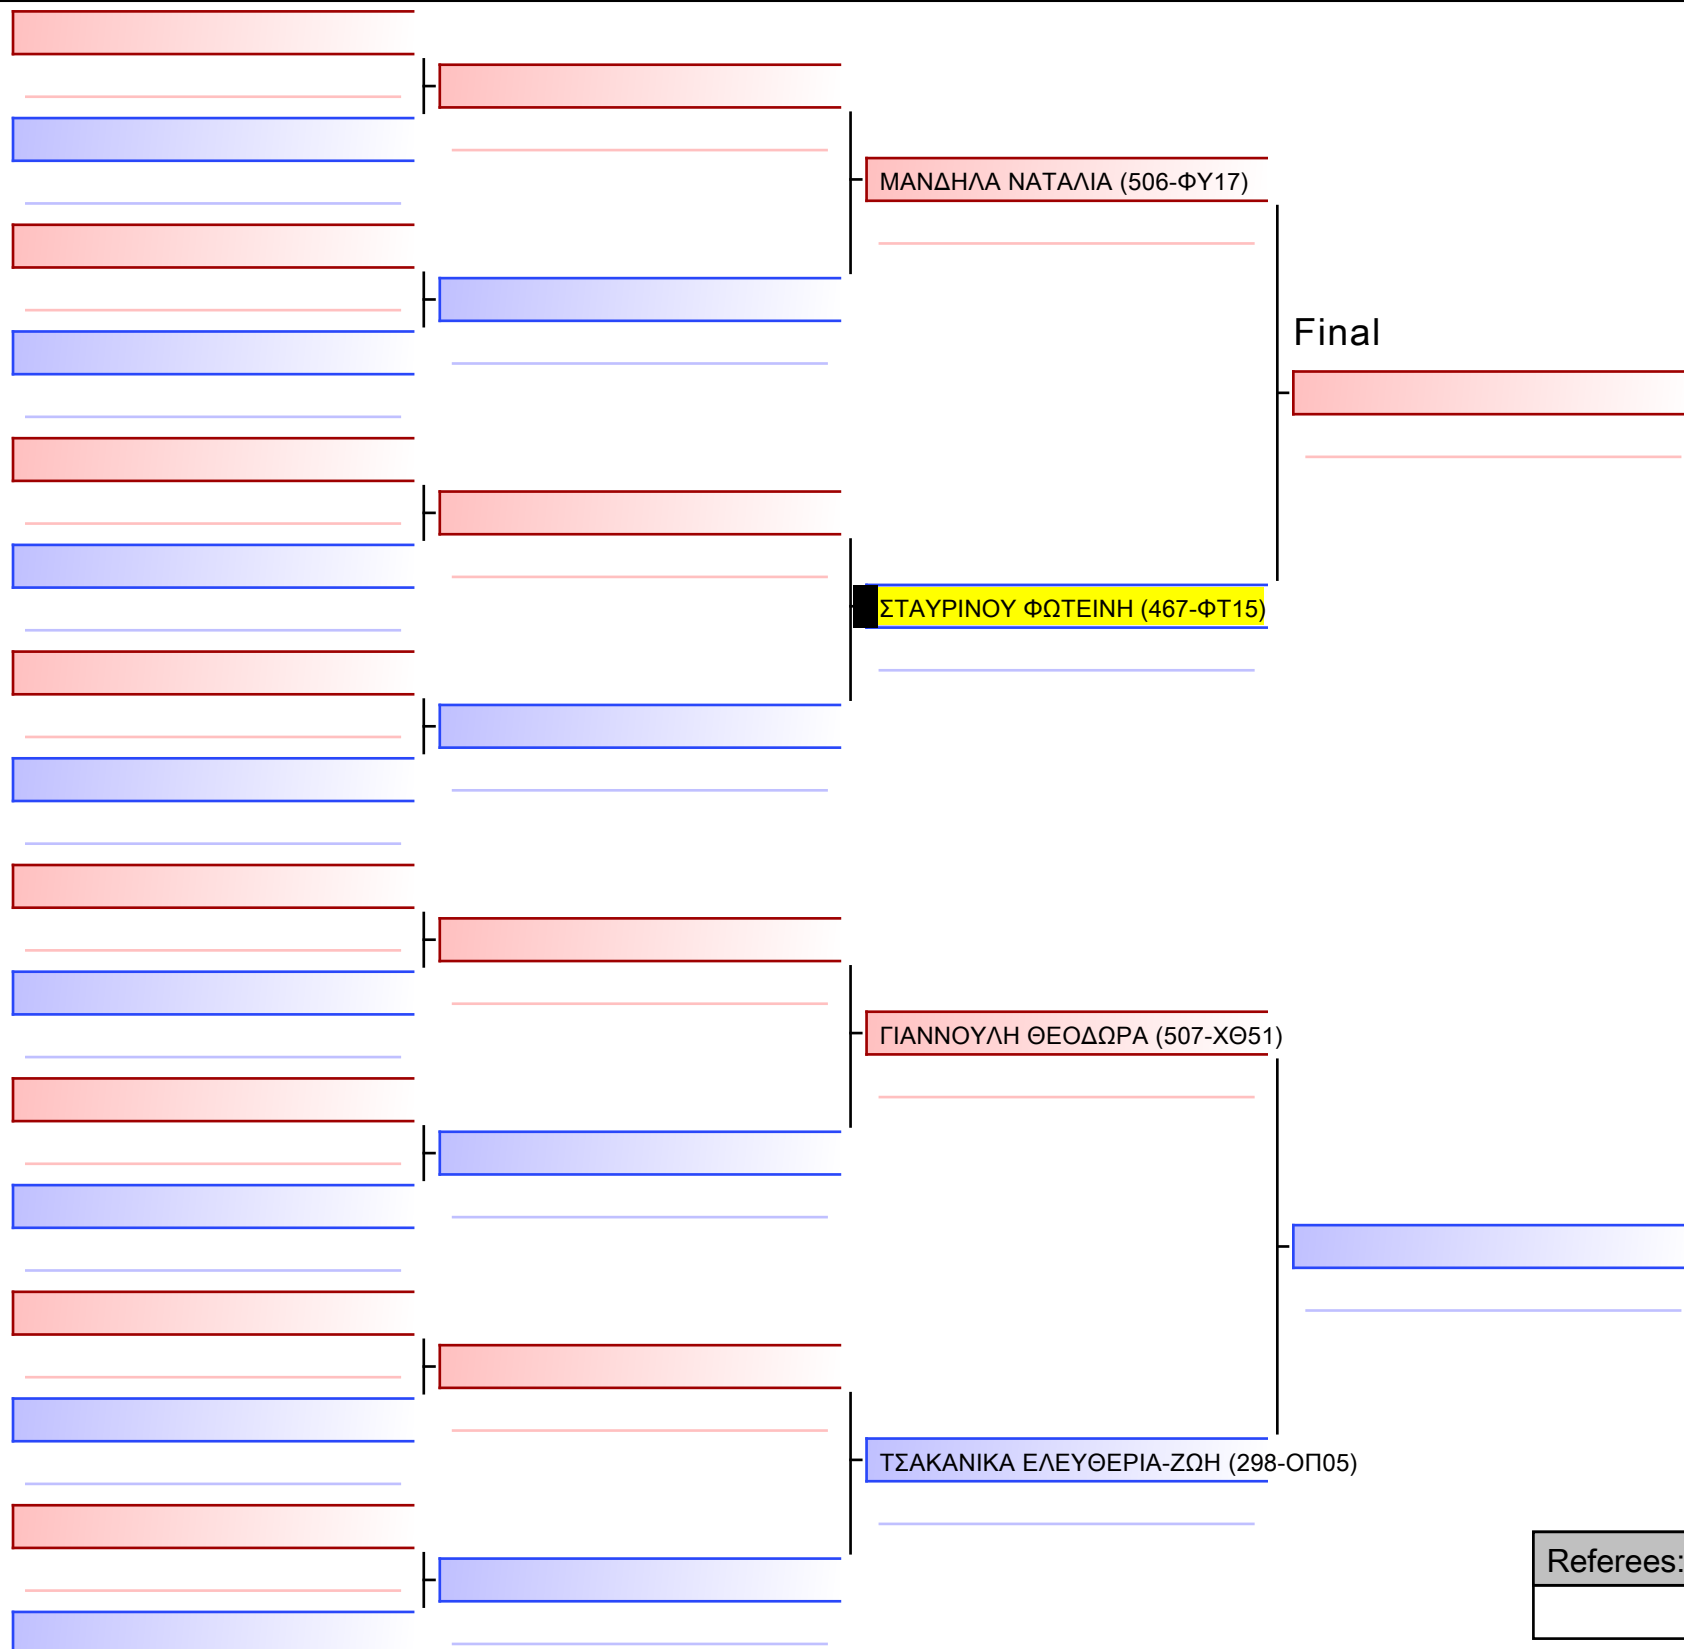 ΜΑΝΔΗΛΑ ΝΑΤΑΛΙΑ (506-ΦΥ17)
Final
ΣΤΑΥΡΙΝΟΥ ΦΩΤΕΙΝΗ (467-ΦΤ15)
ΓΙΑΝΝΟΥΛΗ ΘΕΟΔΩΡΑ (507-ΧΘ51)
ΤΣΑΚΑΝΙΚΑ ΕΛΕΥΘΕΡΙΑ-ΖΩΗ (298-ΟΠ05)
Referees: